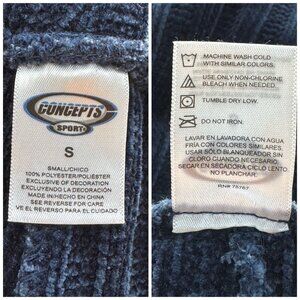 CONCEPTS
SPORT
S
SMALL/CHICO
100% POLYESTER/POLIÉSTER
EXCLUSIVE OF DECORATION
EXCLUYENDO LA DECORACIÓN
MADE IN/HECHO EN CHINA
SEE REVERSE FOR CARE
VE EL REVERSO PARA EL CUIDADO
MACHINE WASH COLD
WITH SIMILAR COLORS.
USE ONLY NON-CHLORINE
BLEACH WHEN NEEDED.
TUMBLE DRY LOW.
DO NOT IRON.
LAVAR EN LAVADORA CON AGUA
FRÍA CON COLORES SIMILARES.
USAR SÓLO BLANQUEADOR SIN
CLORO CUANDO NECESARIO.
SEGAR EN SECADORA CICLO LENTO.
NO PLANCHAR.
RN# 75767